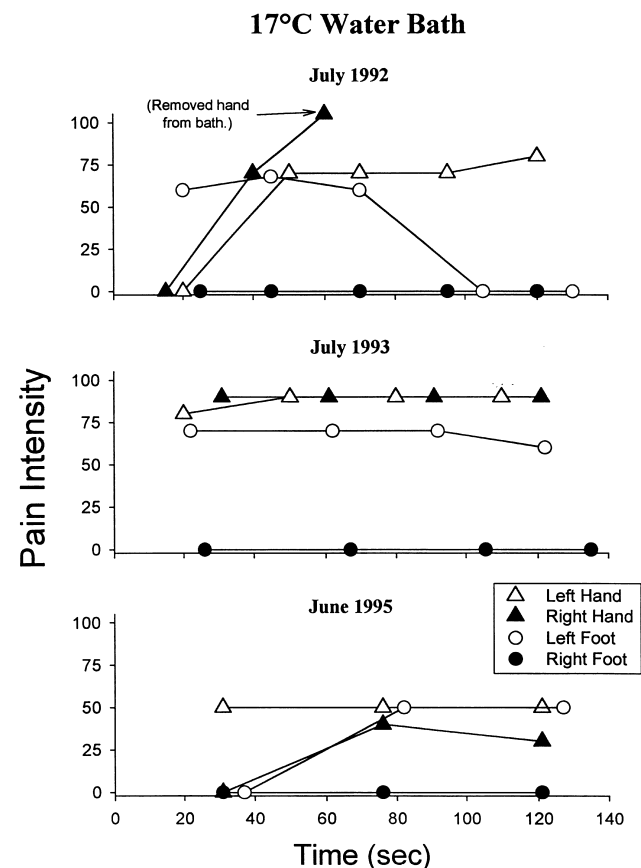 17°C Water Bath
July 1992
(Removed hand
from bath.)
100
75
50
25
0
July 1993
100
75
50
25
0
Pain Intensity
June 1995
Left Hand
Right Hand
Left Foot
Right Foot
100
75
50
25
0
0 20 40 60 80 100 120 140
Time (sec)